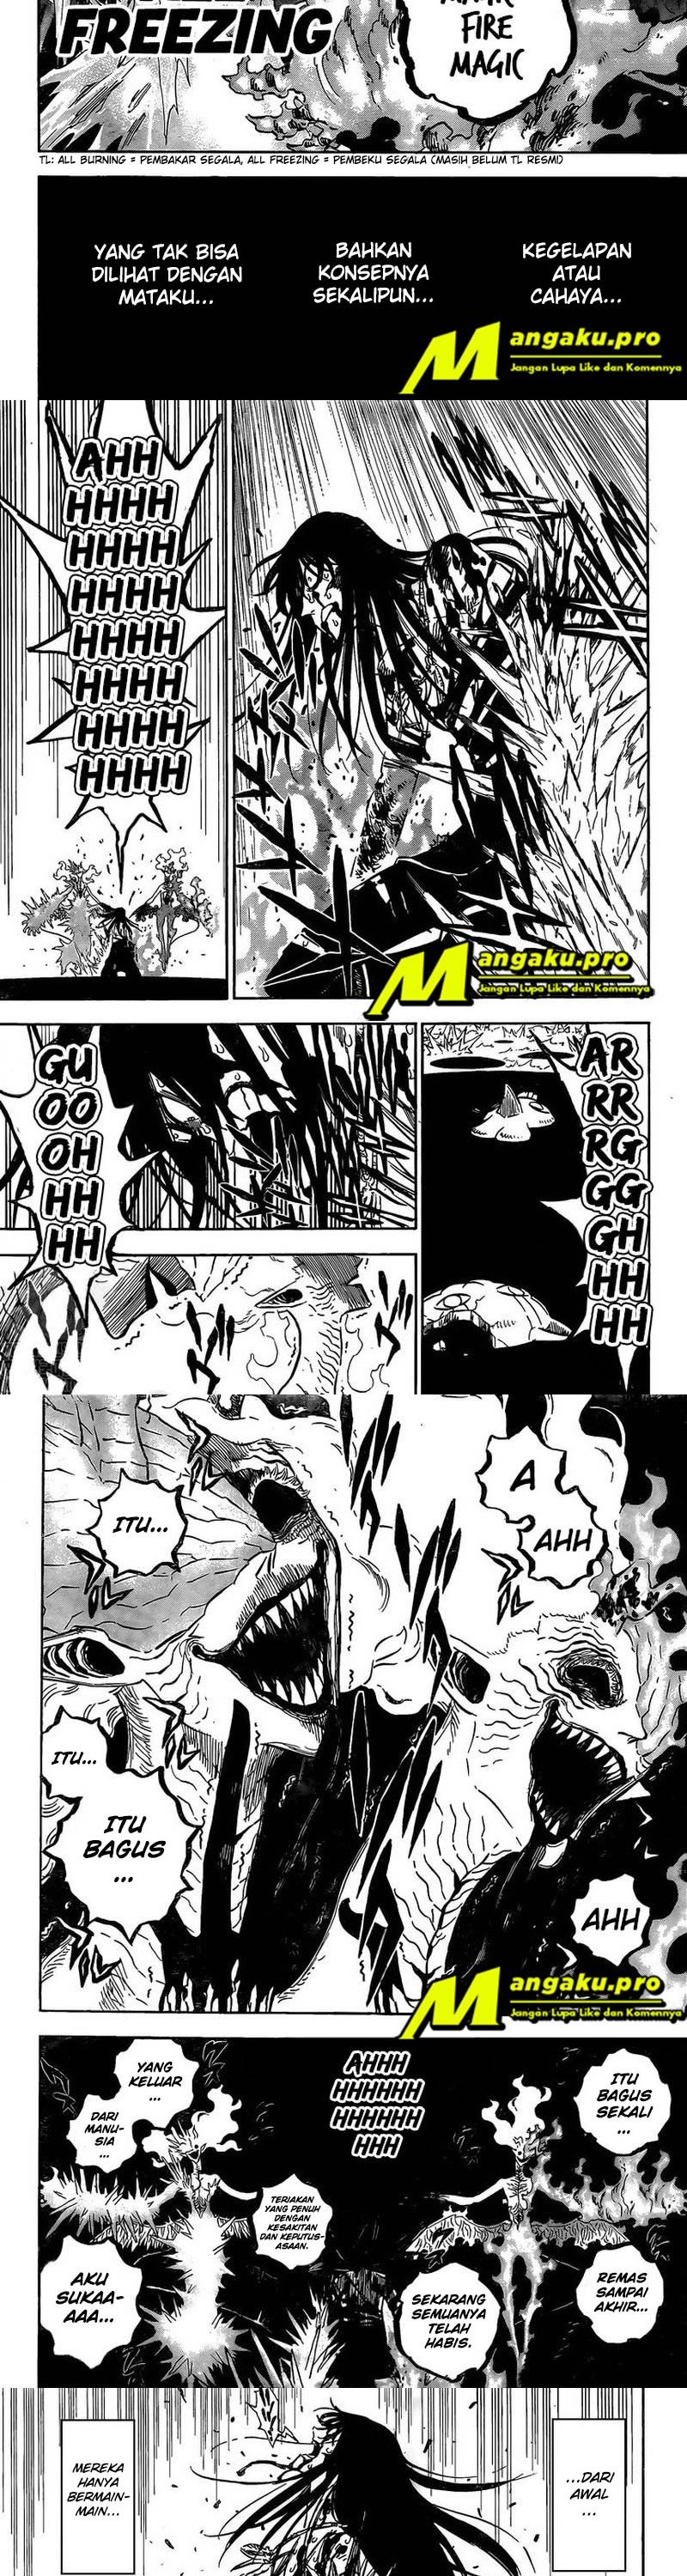 FREEZING
FIRE
MAGIC
TL: ALL BURNING = PEMBAKAR SEGALA, ALL FREEZING = PEMBEKU SEGALA (MASIH BELUM TL RESMI)
KEGELAPAN
ATAU
CAHAYA...
BAHKAN
KONSEPNYA
SEKALIPUN...
YANG TAK BISA
DILIHAT DENGAN
MATAKU...
Mangaku.pro
Jangan Lupa Like dan Komennya
AHH
HHHH
HHHH
HHHH
HHHH
HHHH
HHHH
HHHH
Mangaku.pro
Jangan Lupa Like dan Komennya
AR
RR
RG
GG
GH
HH
HH
GU
OO
OH
HH
HH
A
AHH
ITU...
ITU...
ITU
BAGUS
...
AHH
Mangaku.pro
Jangan Lupa Like dan Komennya
ITU
BAGUS
SEKALI
...
AHHH
HHHHHH
HHHHHH
HHH
YANG
KELUAR
...
DARI
MANU-
SIA
...
TERIAKAN
YANG PENUH
DENGAN
KESAKITAN
DAN KEPUTUS-
ASAAN.
AKU
SUKAA-
AAA...
REMAS
SAMPAI
AKHIR...
SEKARANG
SEMUANYA
TELAH
HABIS.
...DARI
AWAL
...
MEREKA
HANYA
BERMAIN-
MAIN...